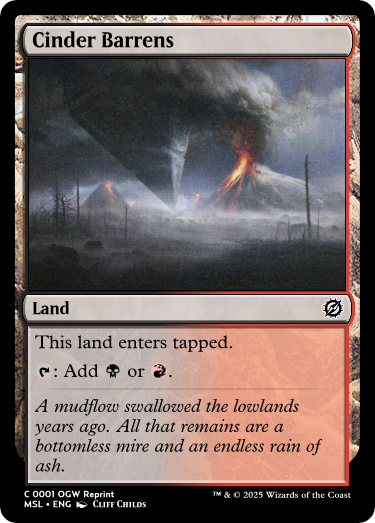 Cinder Barrens
Land
This land enters tapped.
: Add or .
A mudflow swallowed the lowlands
years ago. All that remains are a
bottomless mire and an endless rain of
ash.
C 0001 OGW Reprint
MSL • ENG Cliff Childs
™ & © 2025 Wizards of the Coast